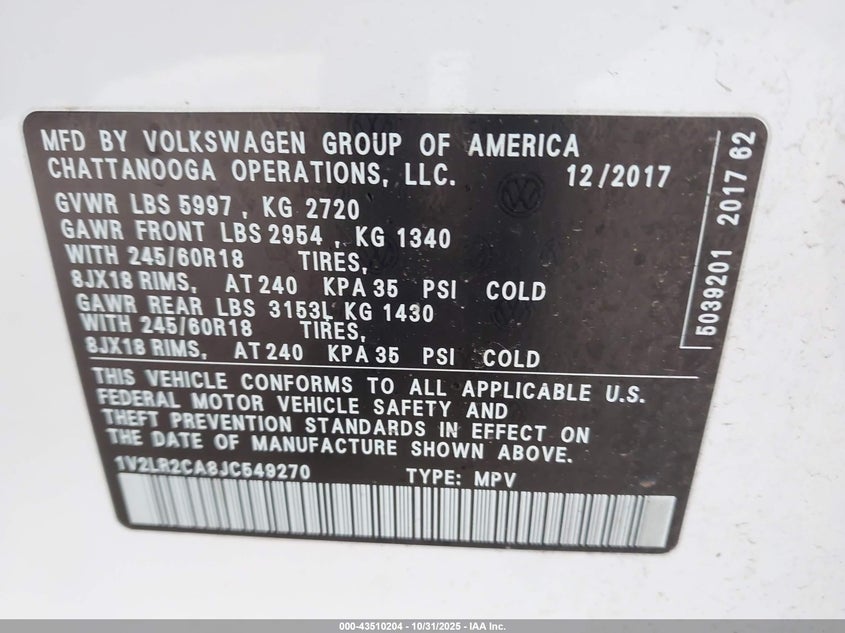 MFD BY VOLKSWAGEN GROUP OF AMERICA
CHATTANOOGA OPERATIONS, LLC. 12/2017
GVWR LBS 5997 , KG 2720
GAWR FRONT LBS 2954 , KG 1340
WITH 245/60R18 TIRES,
8JX18 RIMS, AT 240 KPA 35 PSI COLD
GAWR REAR LBS 3153L KG 1430
WITH 245/60R18 TIRES,
8JX18 RIMS, AT 240 KPA 35 PSI COLD
THIS VEHICLE CONFORMS TO ALL APPLICABLE U.S.
FEDERAL MOTOR VEHICLE SAFETY AND
THEFT PREVENTION STANDARDS IN EFFECT ON
THE DATE OF MANUFACTURE SHOWN ABOVE.
1V2LR2CA8JC549270 TYPE: MPV
5039201 2017 62
000-43510204 - 10/31/2025 - IAA Inc.